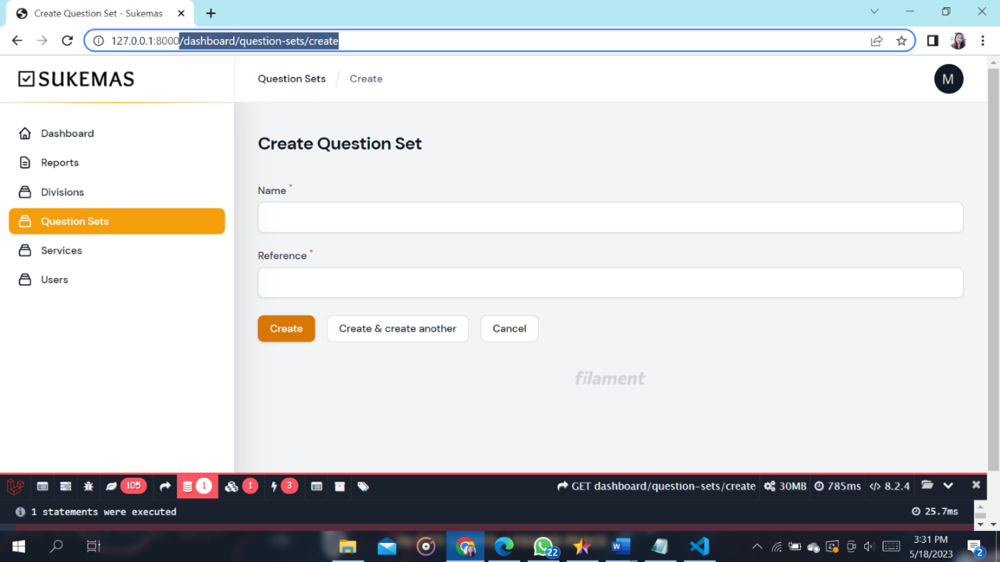 Create Question Set - Sukemas
127.0.0.1:8000/dashboard/question-sets/create
SUKEMAS
Question Sets / Create
M
Dashboard
Reports
Divisions
Question Sets
Services
Users
Create Question Set
Name *
Reference *
Create
Create & create another
Cancel
filament
105
1
1
3
GET dashboard/question-sets/create
30MB
785ms
8.2.4
1 statements were executed
25.7ms
22
3:31 PM
5/18/2023
2